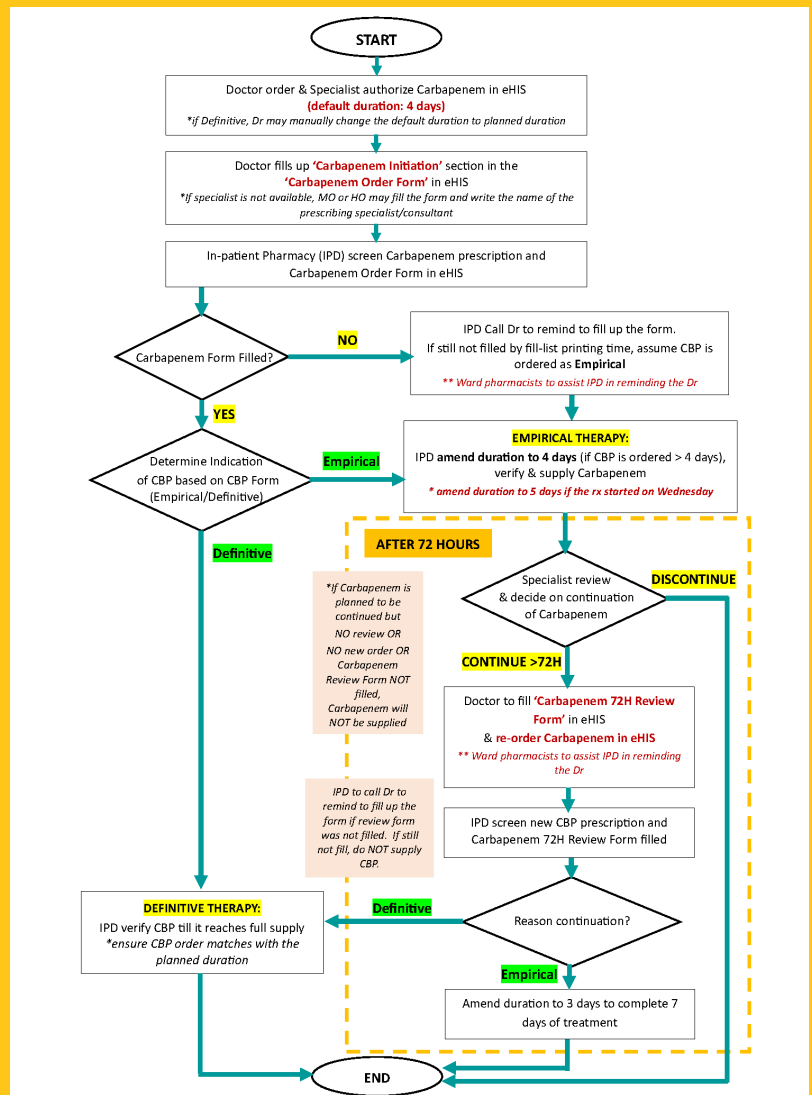 START
Doctor order & Specialist authorize Carbapenem in eHIS
(default duration: 4 days)
*if Definitive, Dr may manually change the default duration to planned duration
Doctor fills up ‘Carbapenem Initiation’ section in the
‘Carbapenem Order Form’ in eHIS
*If specialist is not available, MO or HO may fill the form and write the name of the
prescribing specialist/consultant
In-patient Pharmacy (IPD) screen Carbapenem prescription and
Carbapenem Order Form in eHIS
Carbapenem Form Filled?
NO
IPD Call Dr to remind to fill up the form.
If still not filled by fill-list printing time, assume CBP is
ordered as Empirical
** Ward pharmacists to assist IPD in reminding the Dr
YES
Determine Indication
of CBP based on CBP Form
(Empirical/Definitive)
Empirical
EMPIRICAL THERAPY:
IPD amend duration to 4 days (if CBP is ordered > 4 days),
verify & supply Carbapenem
* amend duration to 5 days if the rx started on Wednesday
Definitive
AFTER 72 HOURS
Specialist review
& decide on continuation
of Carbapenem
DISCONTINUE
*If Carbapenem is
planned to be
continued but
NO review OR
NO new order OR
Carbapenem
Review Form NOT
filled,
Carbapenem will
NOT be supplied
CONTINUE >72H
Doctor to fill ‘Carbapenem 72H Review
Form’ in eHIS
& re-order Carbapenem in eHIS
** Ward pharmacists to assist IPD in reminding
the Dr
IPD to call Dr to
remind to fill up the
form if review form
was not filled. If still
not fill, do NOT supply
CBP.
IPD screen new CBP prescription and
Carbapenem 72H Review Form filled
Reason continuation?
Definitive
DEFINITIVE THERAPY:
IPD verify CBP till it reaches full supply
*ensure CBP order matches with the
planned duration
Empirical
Amend duration to 3 days to complete 7
days of treatment
END